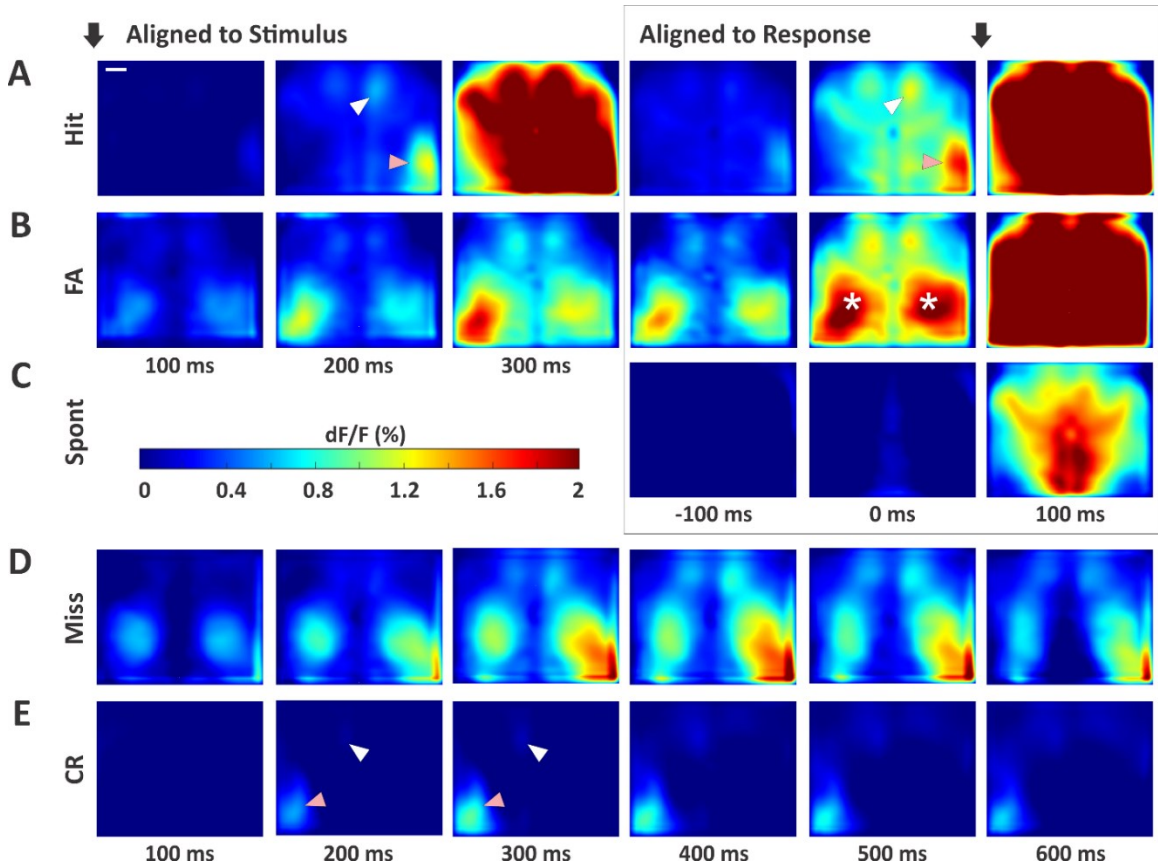 Aligned to Stimulus
Aligned to Response
A
Hit
B
FA
* *
100 ms 200 ms 300 ms
C
Spont
dF/F (%)
0 0.4 0.8 1.2 1.6 2
-100 ms 0 ms 100 ms
D
Miss
E
CR
100 ms 200 ms 300 ms 400 ms 500 ms 600 ms